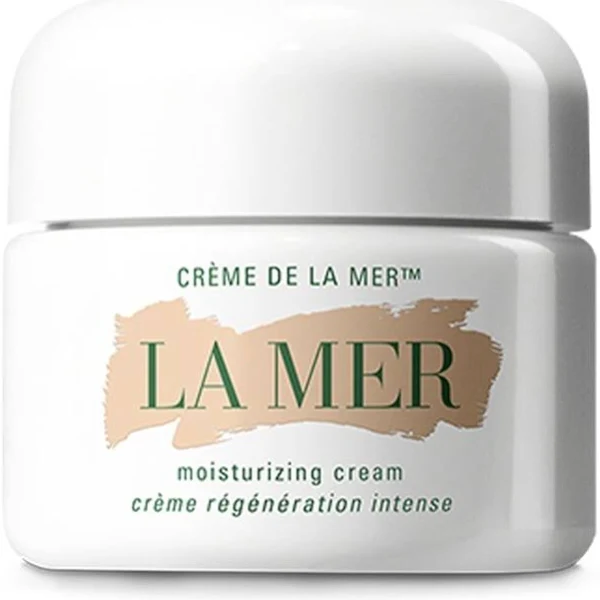 CRÈME DE LA MER™
LA MER
moisturizing cream
crème régénération intense